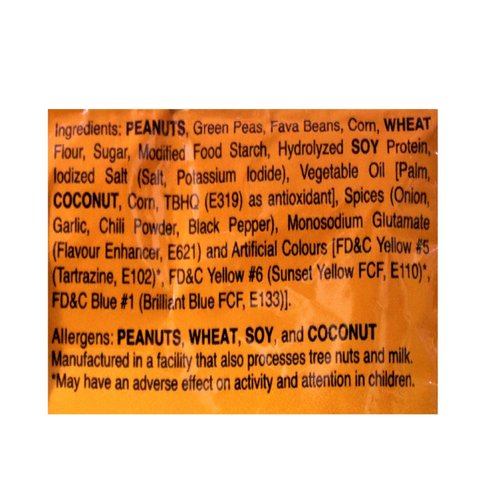 Ingredients: PEANUTS, Green Peas, Fava Beans, Corn, WHEAT
Flour, Sugar, Modified Food Starch, Hydrolyzed SOY Protein,
Iodized Salt (Salt, Potassium Iodide), Vegetable Oil [Palm,
COCONUT, Corn, TBHQ (E319) as antioxidant], Spices (Onion,
Garlic, Chili Powder, Black Pepper), Monosodium Glutamate
(Flavour Enhancer, E621) and Artificial Colours [FD&C Yellow #5
(Tartrazine, E102)*, FD&C Yellow #6 (Sunset Yellow FCF, E110)*,
FD&C Blue #1 (Brilliant Blue FCF, E133)].
Allergens: PEANUTS, WHEAT, SOY, and COCONUT
Manufactured in a facility that also processes tree nuts and milk.
*May have an adverse effect on activity and attention in children.